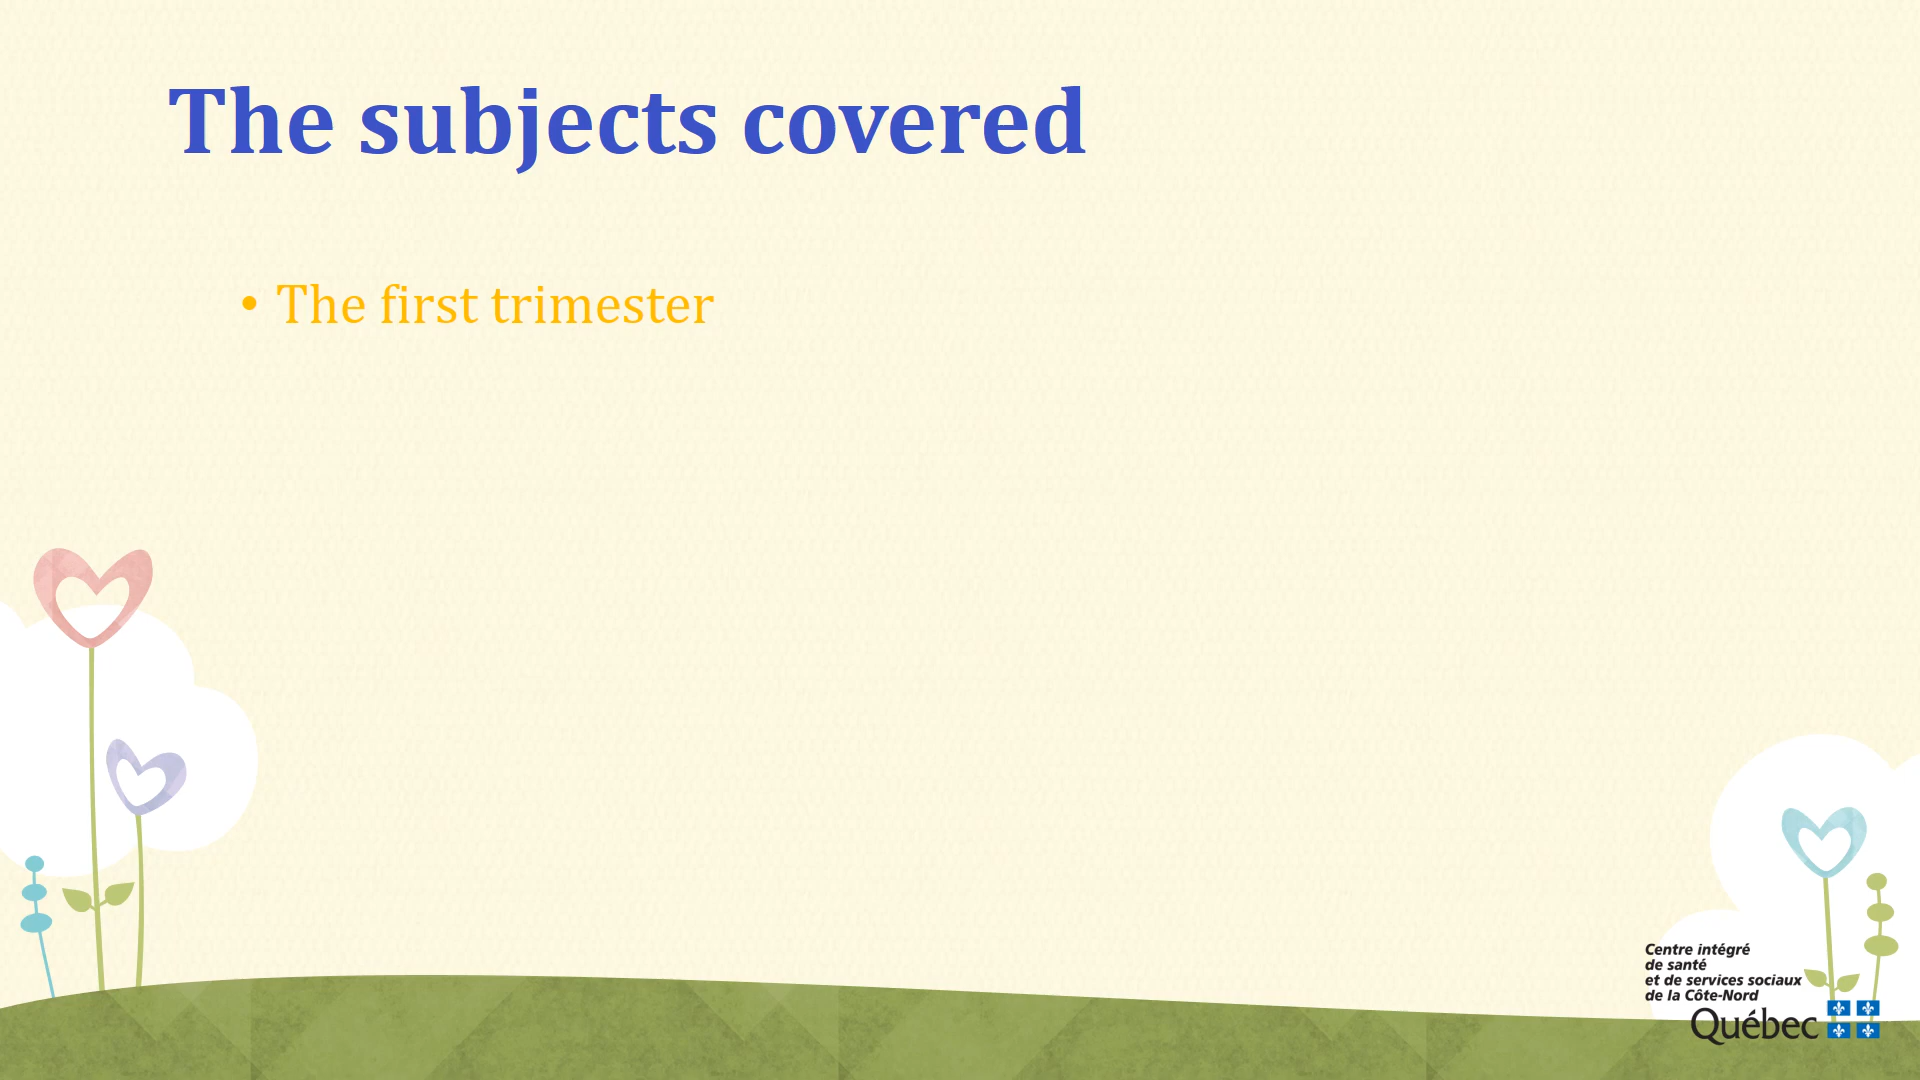 The subjects covered
• The first trimester
Centre intégré
de santé
et de services sociaux
de la Côte-Nord
Québec